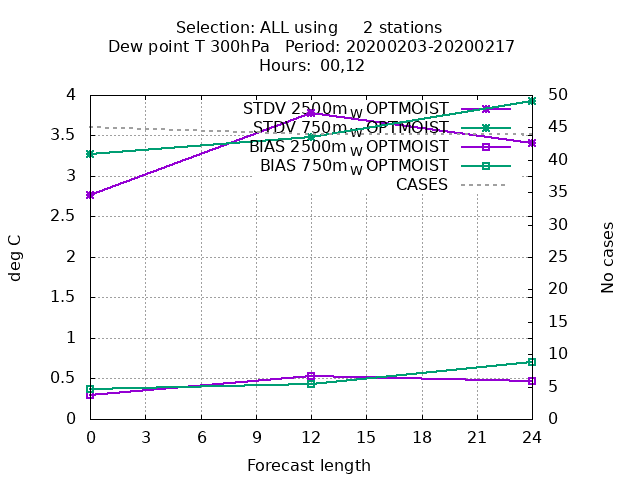 Selection: ALL using     2 stations
Dew point T 300hPa   Period: 20200203-20200217
Hours: 00,12
STDV 2500m_W OPTMOIST
STDV 750m_W OPTMOIST
BIAS 2500m_W OPTMOIST
BIAS 750m_W OPTMOIST
CASES
4
3.5
3
2.5
2
1.5
1
0.5
0
50
45
40
35
30
25
20
15
10
5
0
deg C
No cases
0 3 6 9 12 15 18 21 24
Forecast length